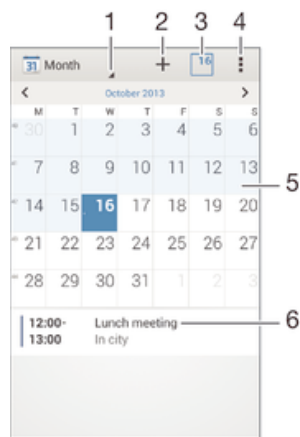 1 2 3 4
31 Month 16
October 2013
M T W T F S S
30 1 2 3 4 5 6
7 8 9 10 11 12 13
5
14 15 16 17 18 19 20
21 22 23 24 25 26 27
28 29 30 31 1 2 3
12:00- Lunch meeting 6
13:00 In city